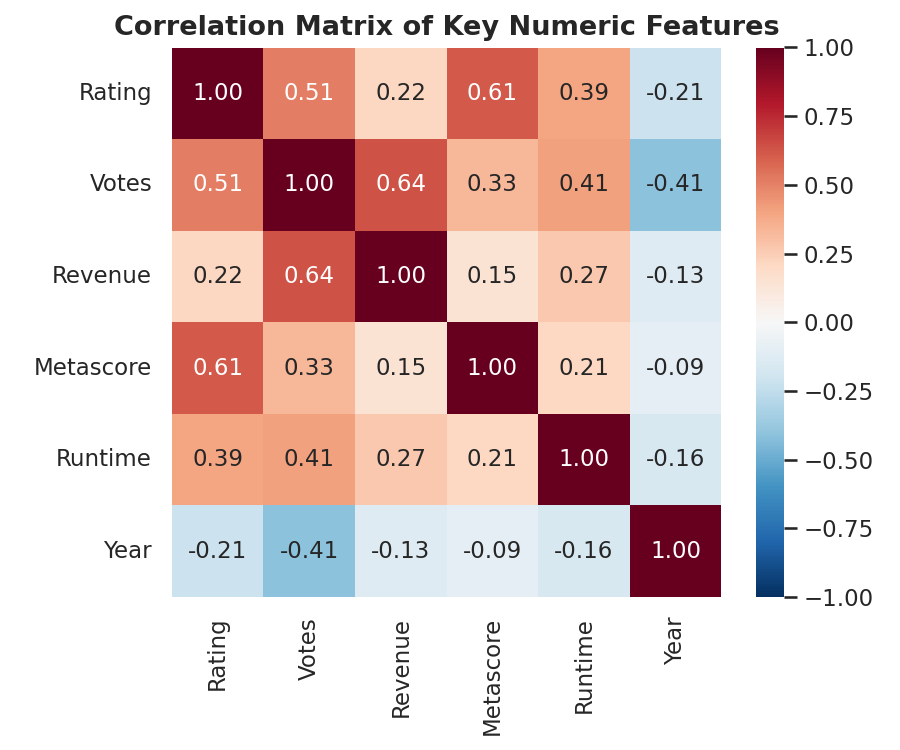 Correlation Matrix of Key Numeric Features
Rating 1.00 0.51 0.22 0.61 0.39 -0.21
Votes 0.51 1.00 0.64 0.33 0.41 -0.41
Revenue 0.22 0.64 1.00 0.15 0.27 -0.13
Metascore 0.61 0.33 0.15 1.00 0.21 -0.09
Runtime 0.39 0.41 0.27 0.21 1.00 -0.16
Year -0.21 -0.41 -0.13 -0.09 -0.16 1.00
Rating Votes Revenue Metascore Runtime Year
1.00
0.75
0.50
0.25
0.00
−0.25
−0.50
−0.75
−1.00